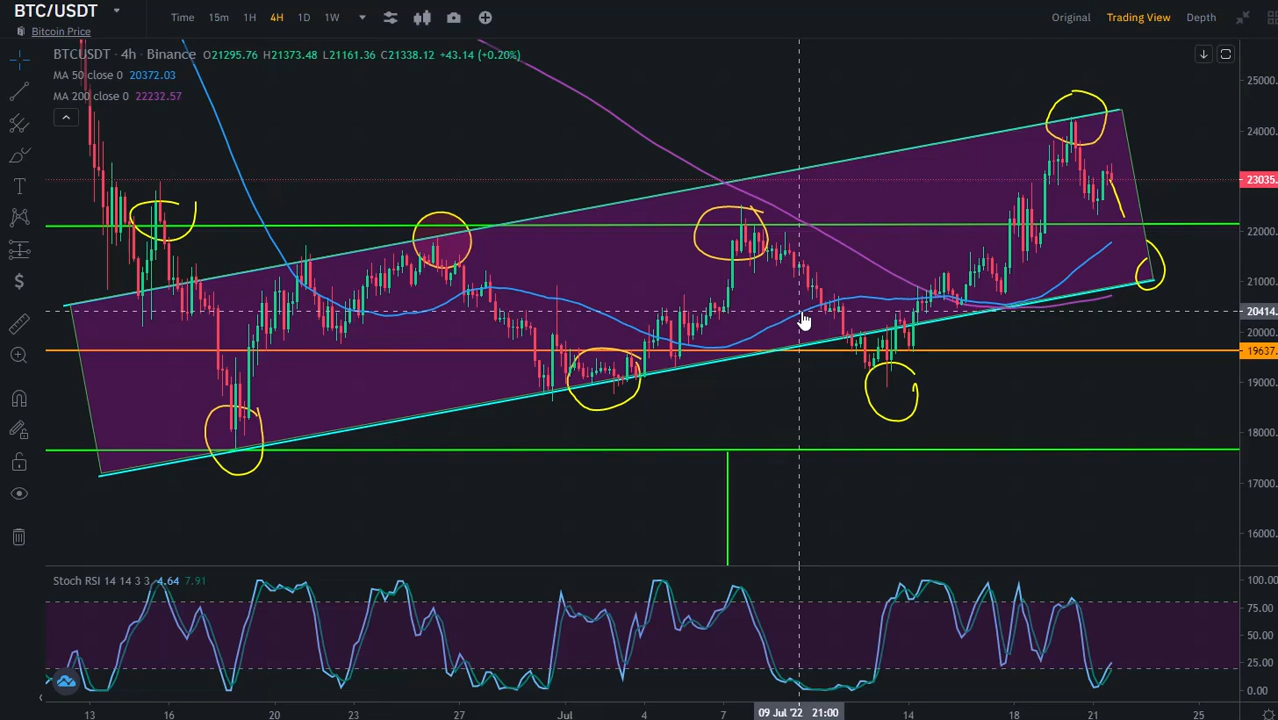 BTC/USDT
Bitcoin Price
Time 15m 1H 4H 1D 1W
Original Trading View Depth
BTCUSDT · 4h · Binance O21295.76 H21373.48 L21161.36 C21338.12 +43.14 (+0.20%)
MA 50 close 0 20372.03
MA 200 close 0 22232.57
25000.
24000.
23035.
22000.
21000.
20414.
20000.
19637.
19000.
18000.
17000.
16000.
Stoch RSI 14 14 3 3 4.64 7.91
100.00
75.00
50.00
25.00
0.00
13 16 20 23 27 Jul 4 7 09 Jul '22 21:00 14 18 21 25